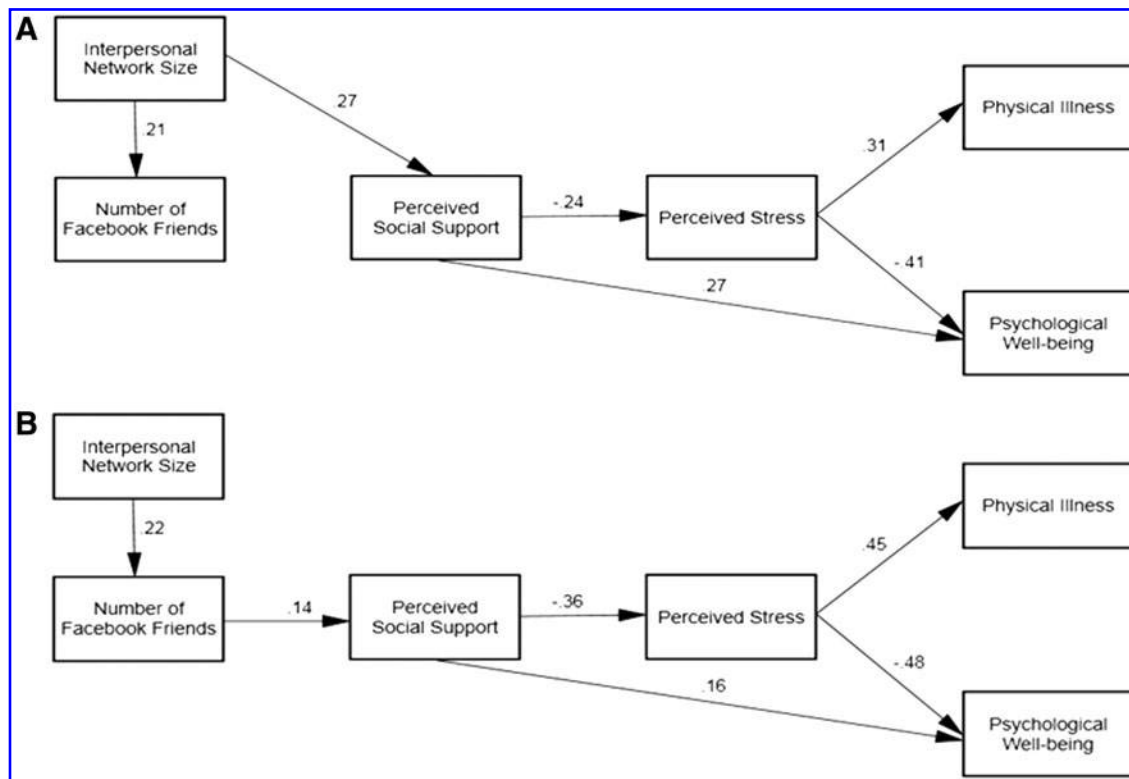 A
Interpersonal
Network Size
.27
Physical Illness
.21
.31
Number of
Facebook Friends
Perceived
Social Support
-.24
Perceived Stress
-.41
.27
Psychological
Well-being
B
Interpersonal
Network Size
Physical Illness
.22
.45
Number of
Facebook Friends
.14
Perceived
Social Support
-.36
Perceived Stress
-.48
.16
Psychological
Well-being